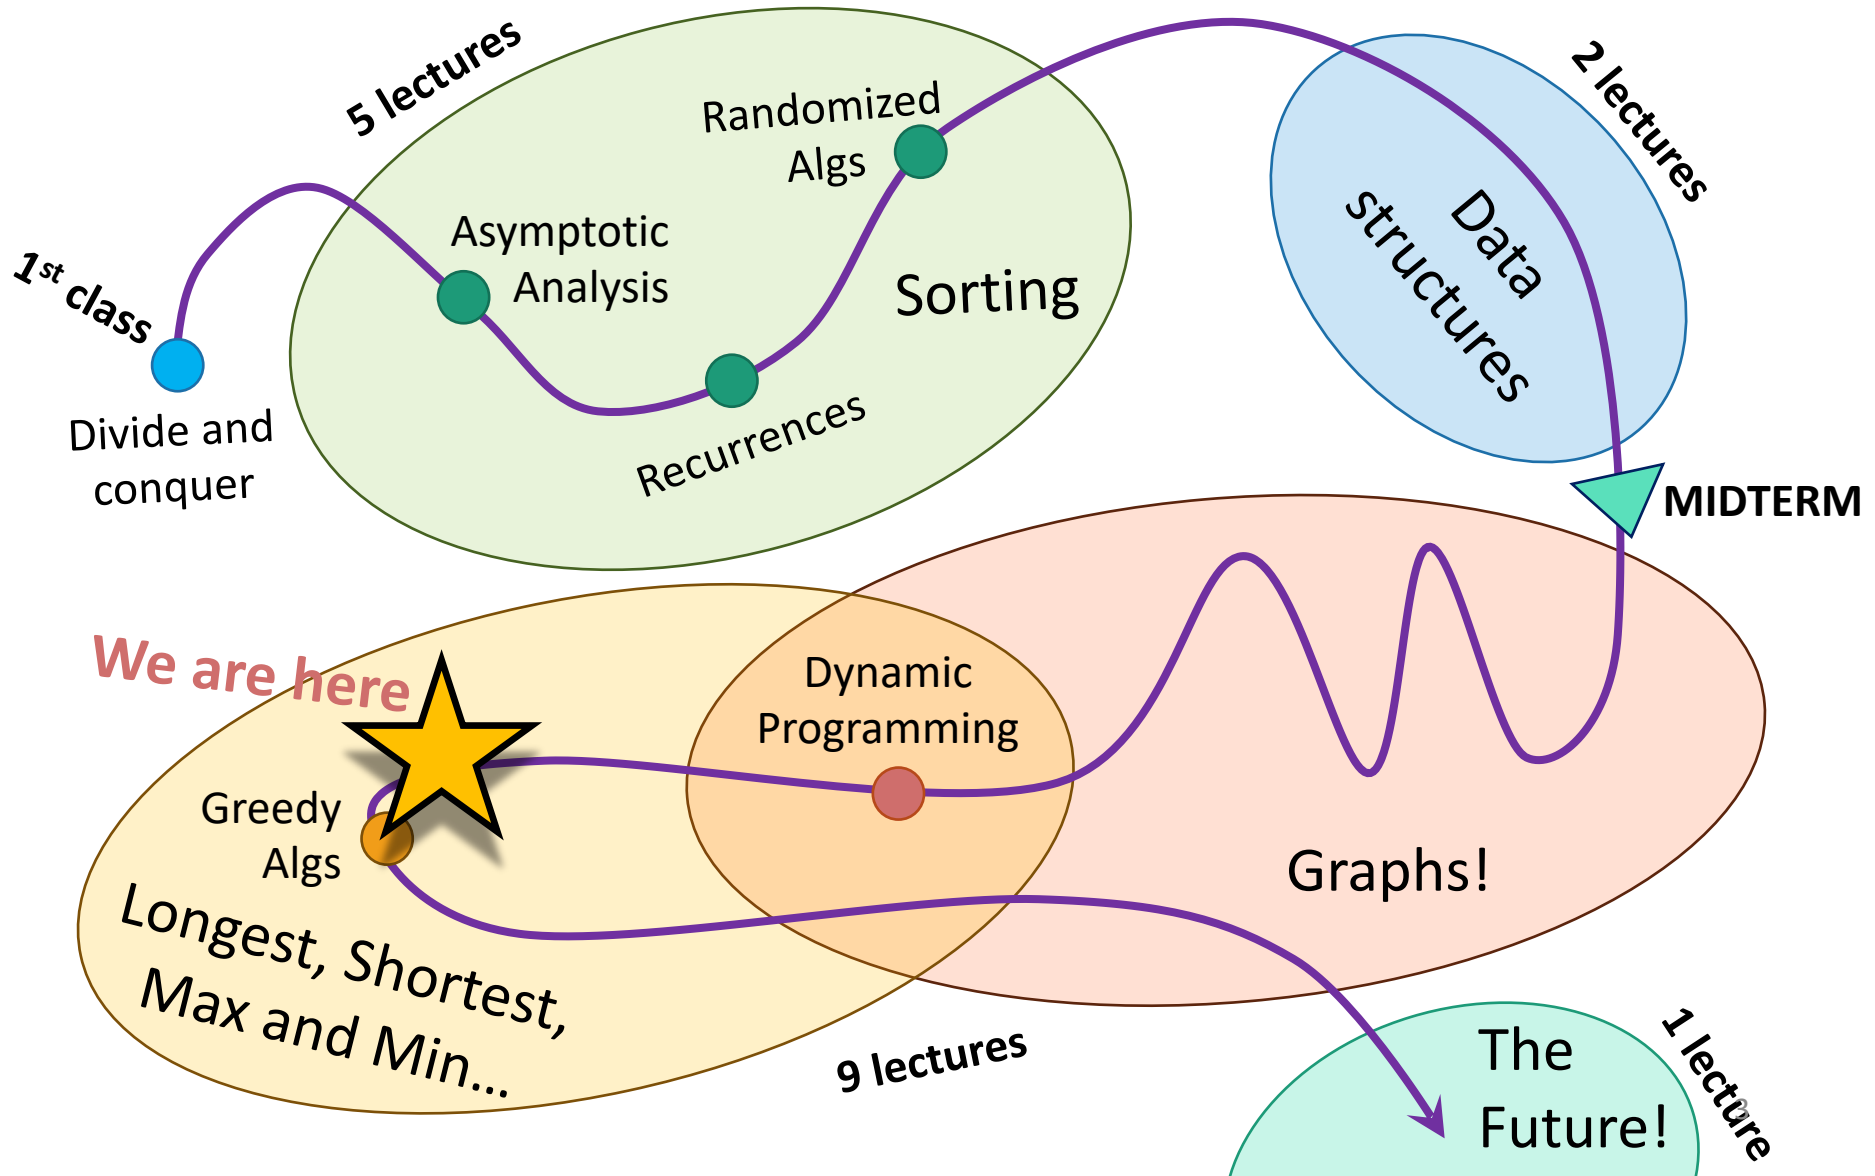 5 lectures
1st class
Divide and
conquer
Asymptotic
Analysis
Recurrences
Randomized
Algs
Sorting
2 lectures
Data
structures
MIDTERM
We are here
Dynamic
Programming
Greedy
Algs
Longest, Shortest,
Max and Min...
Graphs!
9 lectures
The
Future!
1 lecture